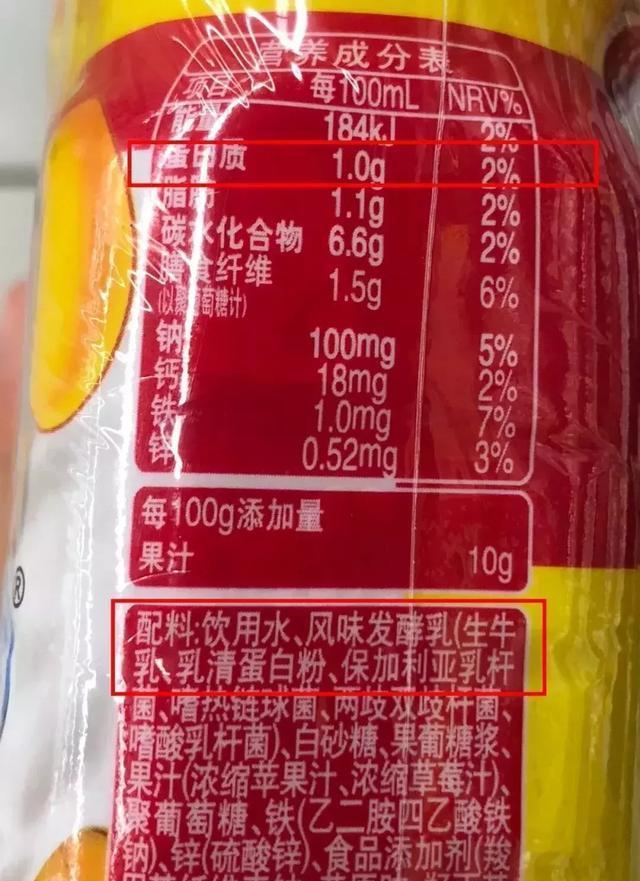 营养成分表
项目 每100mL NRV%
184kJ 2%
蛋白质 1.0g 2%
脂肪 1.1g 2%
碳水化合物 6.6g 2%
膳食纤维 1.5g 6%
(以聚葡萄糖计)
钠 100mg 5%
钙 18mg 2%
铁 1.0mg 7%
锌 0.52mg 3%
每100g添加量
果汁 10g
®
配料:饮用水、风味发酵乳(生牛
乳、乳清蛋白粉、保加利亚乳杆
菌、嗜热链球菌、两歧双歧杆菌、
嗜酸乳杆菌)、白砂糖、果葡糖浆、
果汁(浓缩苹果汁、浓缩草莓汁)、
聚葡萄糖、铁(乙二胺四乙酸铁
钠)、锌(硫酸锌)、食品添加剂(羧